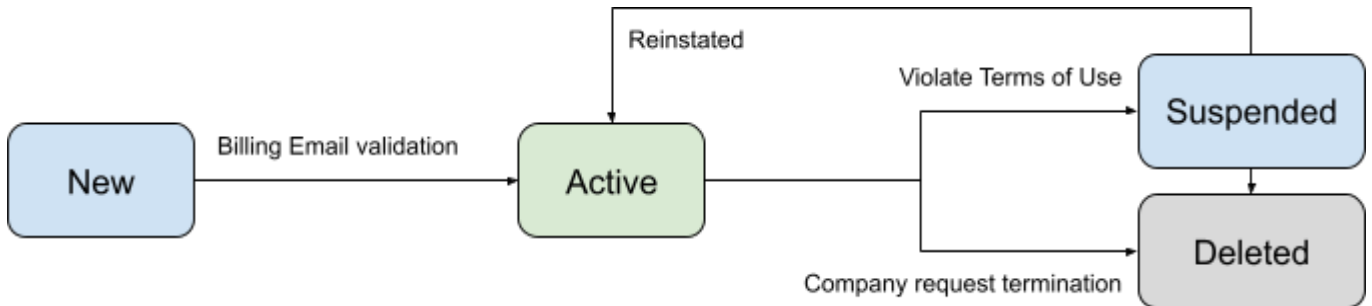 Reinstated
Violate Terms of Use
Suspended
Billing Email validation
New
Active
Deleted
Company request termination